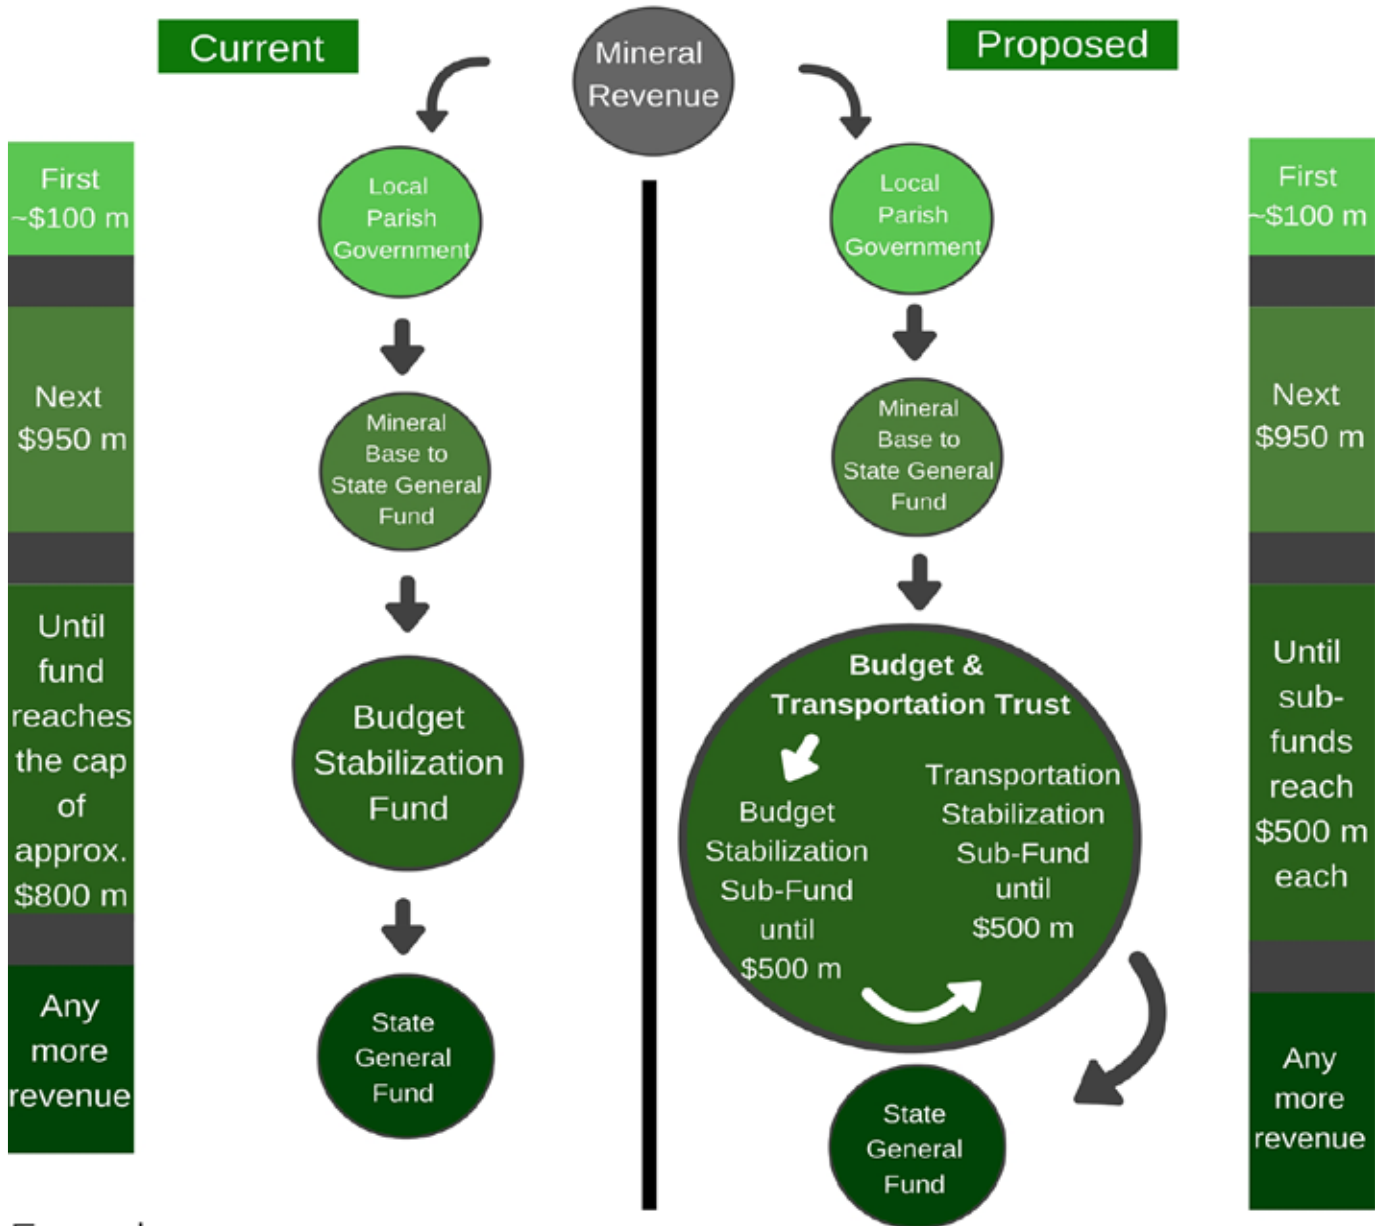 Current
Mineral
Revenue
Proposed
First
~$100 m
Next
$950 m
Until
fund
reaches
the cap
of
approx.
$800 m
Any
more
revenue
Local
Parish
Government
Mineral
Base to
State General
Fund
Budget
Stabilization
Fund
State
General
Fund
Local
Parish
Government
Mineral
Base to
State General
Fund
Budget &
Transportation Trust
Budget
Stabilization
Sub-Fund
until
$500 m
Transportation
Stabilization
Sub-Fund
until
$500 m
State
General
Fund
First
~$100 m
Next
$950 m
Until
sub-
funds
reach
$500 m
each
Any
more
revenue